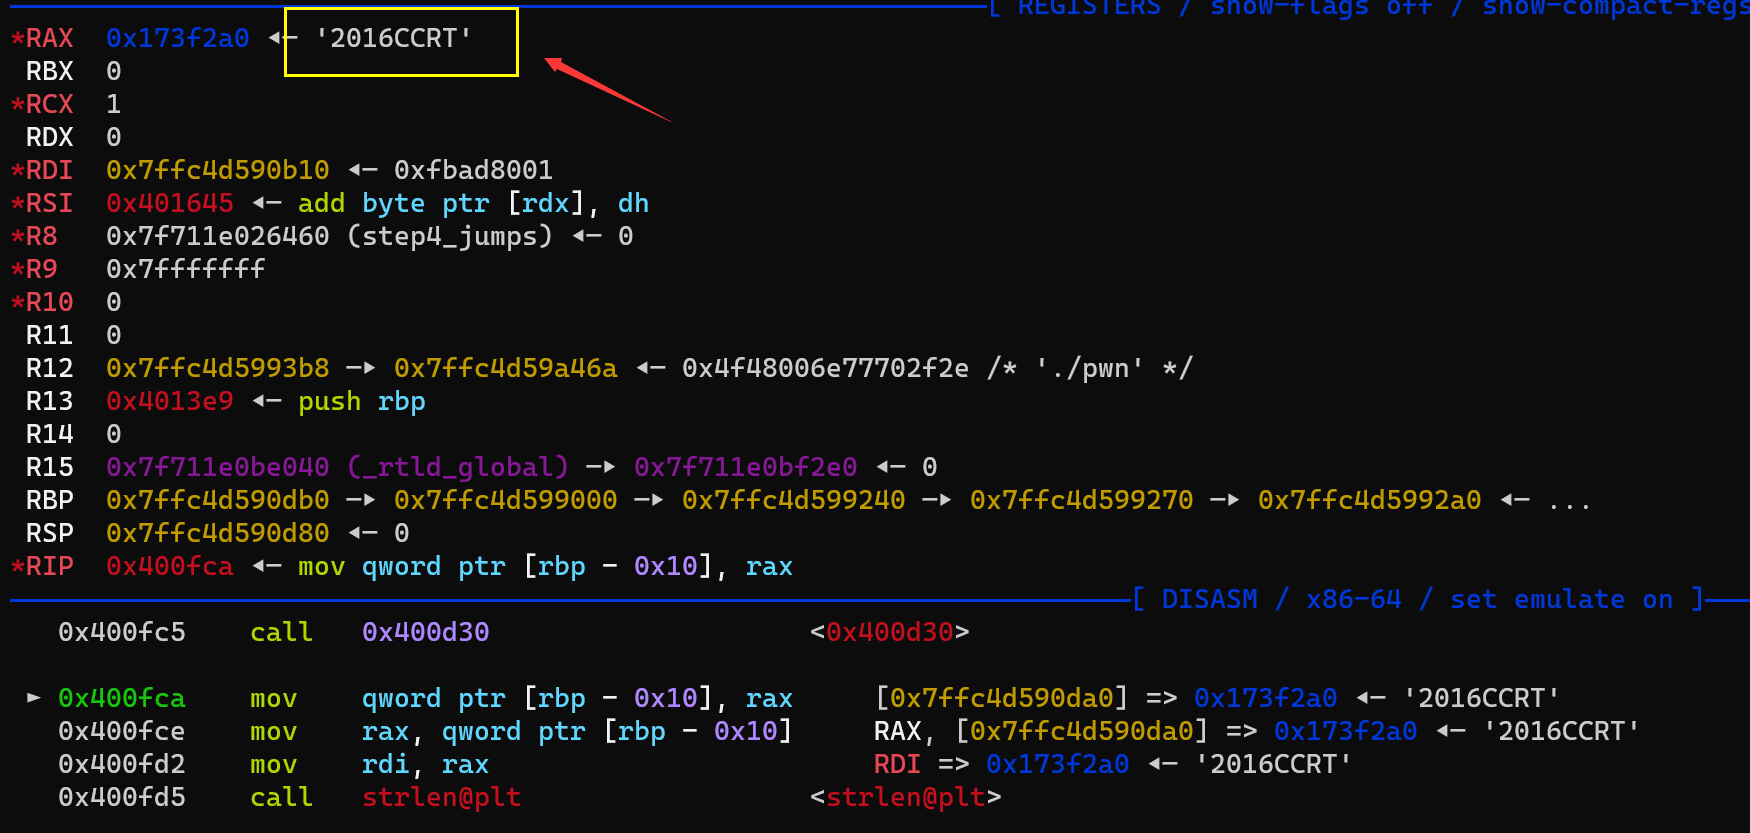 [ REGISTERS / show-flags off / show-compact-regs
*RAX  0x173f2a0 ◂— '2016CCRT'
 RBX  0
*RCX  1
 RDX  0
*RDI  0x7ffc4d590b10 ◂— 0xfbad8001
*RSI  0x401645 ◂— add byte ptr [rdx], dh
*R8   0x7f711e026460 (step4_jumps) ◂— 0
*R9   0x7fffffff
*R10  0
 R11  0
 R12  0x7ffc4d5993b8 —▸ 0x7ffc4d59a46a ◂— 0x4f48006e77702f2e /* './pwn' */
 R13  0x4013e9 ◂— push rbp
 R14  0
 R15  0x7f711e0be040 (_rtld_global) —▸ 0x7f711e0bf2e0 ◂— 0
 RBP  0x7ffc4d590db0 —▸ 0x7ffc4d599000 —▸ 0x7ffc4d599240 —▸ 0x7ffc4d599270 —▸ 0x7ffc4d5992a0 ◂— ...
 RSP  0x7ffc4d590d80 ◂— 0
*RIP  0x400fca ◂— mov qword ptr [rbp - 0x10], rax
[ DISASM / x86-64 / set emulate on ]
   0x400fc5    call   0x400d30                    <0x400d30>
 ► 0x400fca    mov    qword ptr [rbp - 0x10], rax     [0x7ffc4d590da0] => 0x173f2a0 ◂— '2016CCRT'
   0x400fce    mov    rax, qword ptr [rbp - 0x10]     RAX, [0x7ffc4d590da0] => 0x173f2a0 ◂— '2016CCRT'
   0x400fd2    mov    rdi, rax                        RDI => 0x173f2a0 ◂— '2016CCRT'
   0x400fd5    call   strlen@plt                  <strlen@plt>